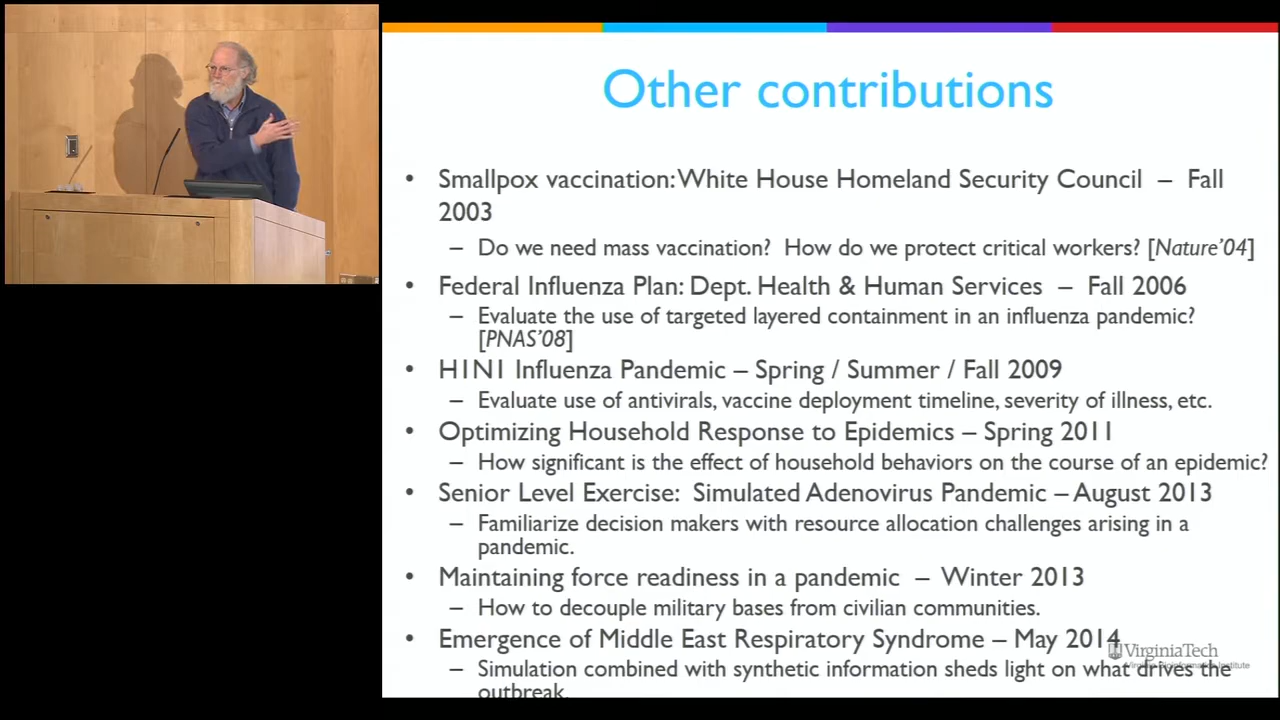 Other contributions
• Smallpox vaccination: White House Homeland Security Council – Fall
2003
– Do we need mass vaccination? How do we protect critical workers? [Nature'04]
• Federal Influenza Plan: Dept. Health & Human Services – Fall 2006
– Evaluate the use of targeted layered containment in an influenza pandemic?
[PNAS'08]
• H1N1 Influenza Pandemic – Spring / Summer / Fall 2009
– Evaluate use of antivirals, vaccine deployment timeline, severity of illness, etc.
• Optimizing Household Response to Epidemics – Spring 2011
– How significant is the effect of household behaviors on the course of an epidemic?
• Senior Level Exercise: Simulated Adenovirus Pandemic – August 2013
– Familiarize decision makers with resource allocation challenges arising in a
pandemic.
• Maintaining force readiness in a pandemic – Winter 2013
– How to decouple military bases from civilian communities.
• Emergence of Middle East Respiratory Syndrome – May 2014
VirginiaTech
Virginia Bioinformatics Institute
– Simulation combined with synthetic information sheds light on what drives the
outbreak.